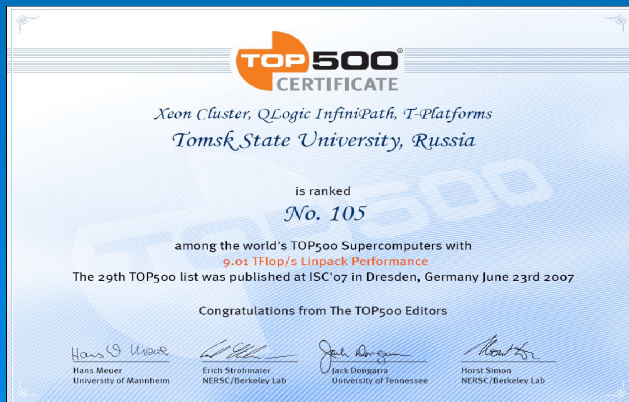 TOP 500®
CERTIFICATE
Xeon Cluster, QLogic InfiniPath, T-Platforms
Tomsk State University, Russia
is ranked
No. 105
among the world's TOP500 Supercomputers with
9.01 TFlop/s Linpack Performance
The 29th TOP500 list was published at ISC'07 in Dresden, Germany June 23rd 2007
Congratulations from The TOP500 Editors
Hans Meuer
University of Mannheim
Erich Strohmaier
NERSC/Berkeley Lab
Jack Dongarra
University of Tennessee
Horst Simon
NERSC/Berkeley Lab